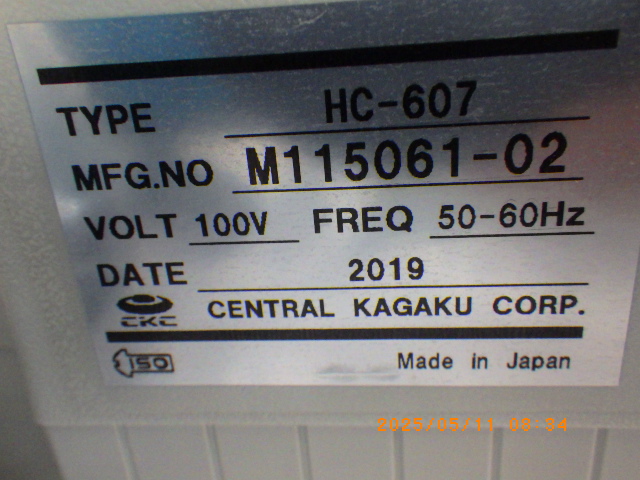 TYPE HC-607
MFG.NO M115061-02
VOLT 100V FREQ 50-60Hz
DATE 2019
CKC CENTRAL KAGAKU CORP.
ISO Made in Japan
2025/05/11 08:34